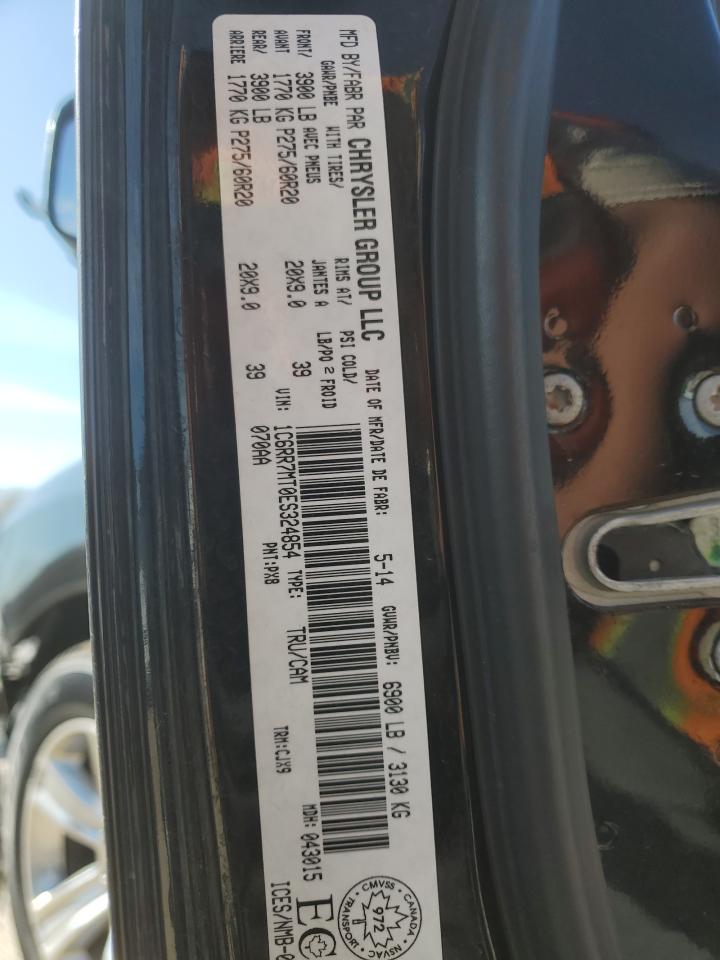 MFD BY/FABR PAR CHRYSLER GROUP LLC DATE OF MFR/DATE DE FABR: 5-14 GVWR/PNBV: 6900 LB / 3130 KG
GAWR/PNBE WITH TIRES/ RIMS AT/ PSI COLD/
FRONT/ 3900 LB AVEC PNEUS JANTES A LB/PO 2 FROID
AVANT 1770 KG P275/60R20 20X9.0 39
REAR/ 3900 LB
ARRIERE 1770 KG P275/60R20 20X9.0 39
VIN: 1C6RR7MT0ES324854 TYPE: TRU/CAM MDH: 043015
070AA PNT:PX8 TRM:CJX9
CMVSS CANADA
972
TRANSPORT NSVAC
EC
ICES/NMB-0